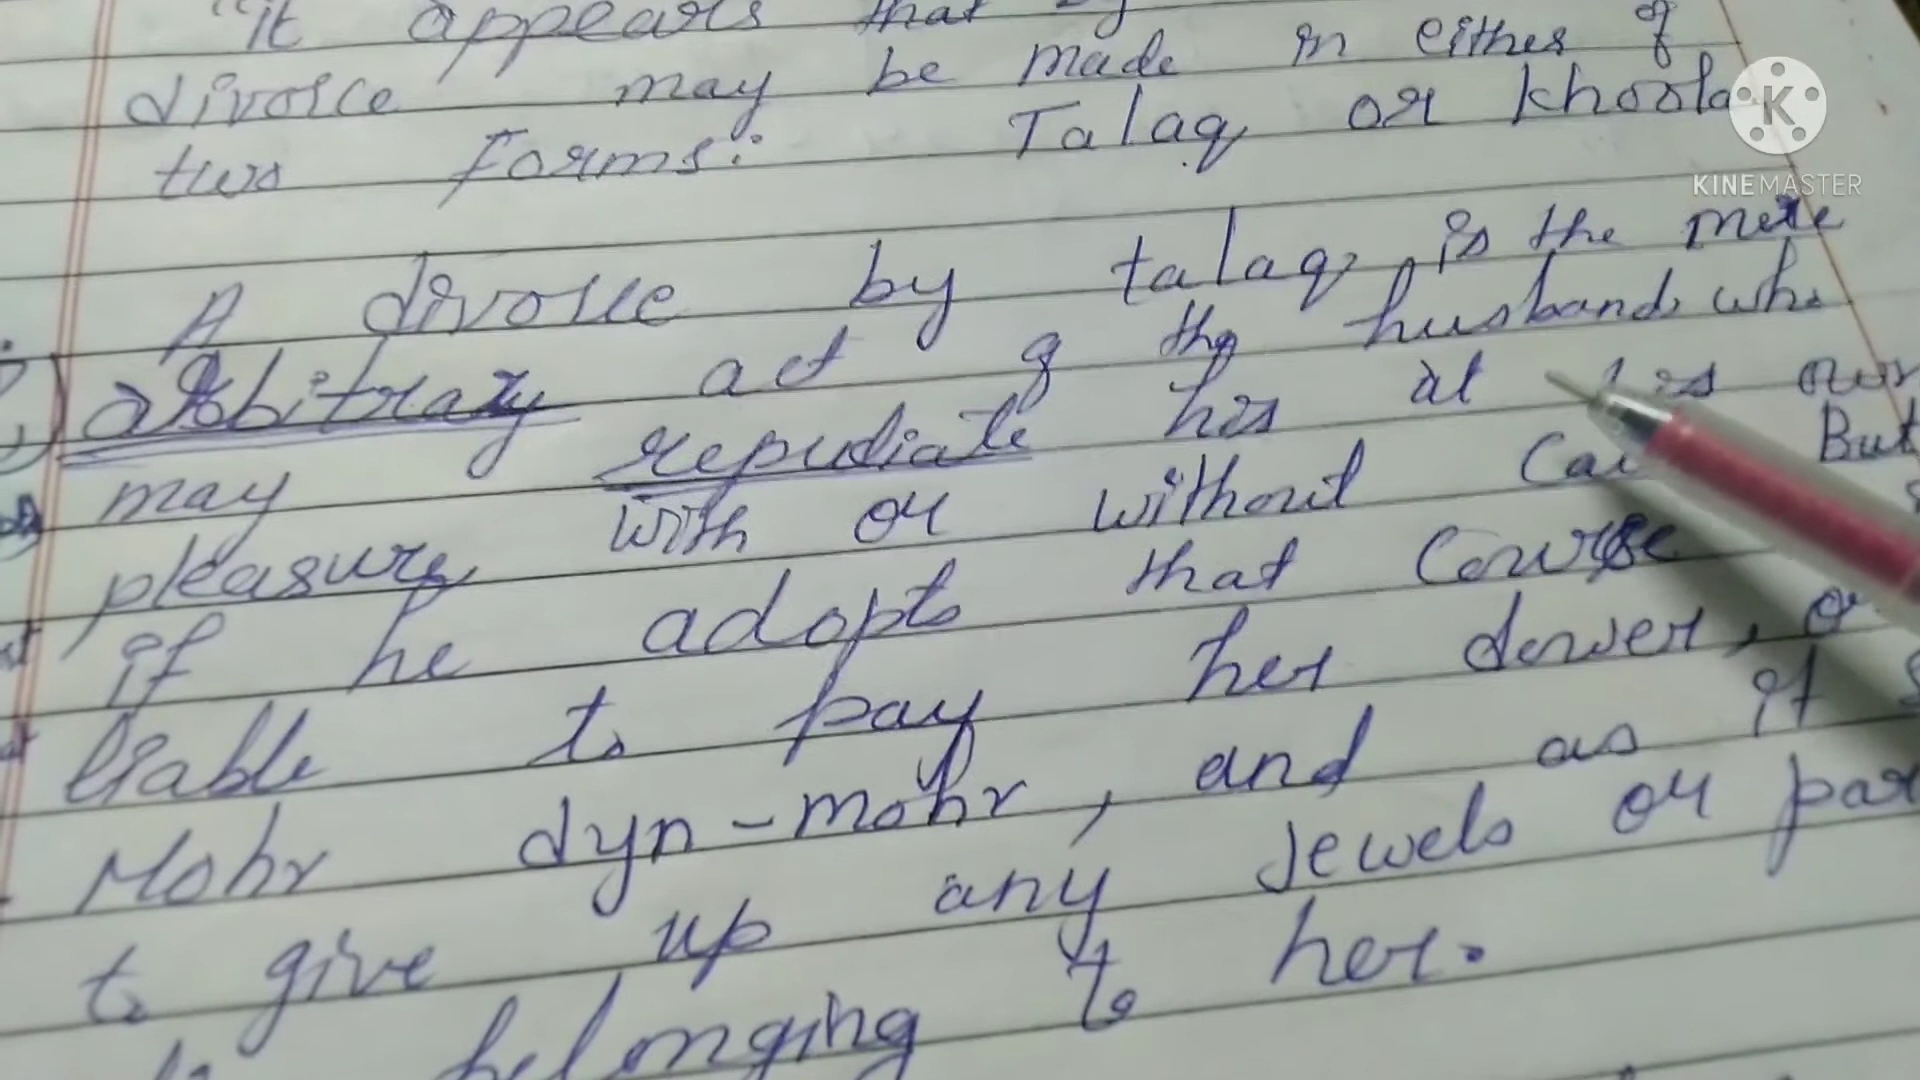 "It appears that
divorce may be made in either of
two Forms: Talaq or Khoola
KINEMASTER
A divorce by talaq, is the mere
arbitrary act of the husband, who
may repudiate his at his own
pleasure, with or without But
if he adopts that Course
liable to pay her dower, or
Mohr dyn-mohr, and as if
to give up any Jewels or
belonging to her.